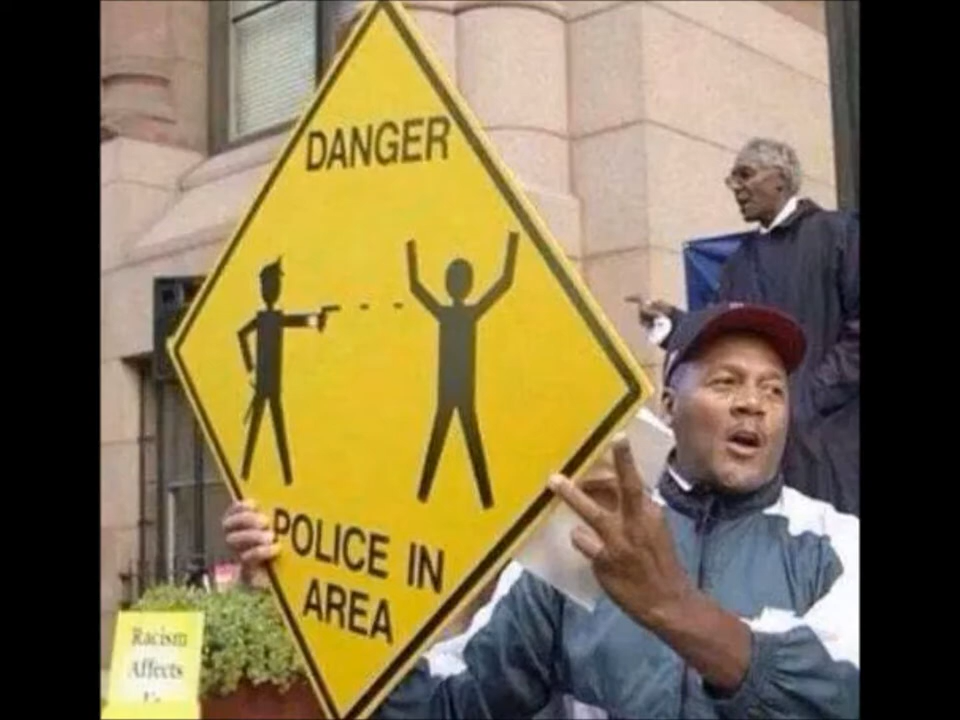 DANGER
POLICE IN
AREA
Racism
Affects